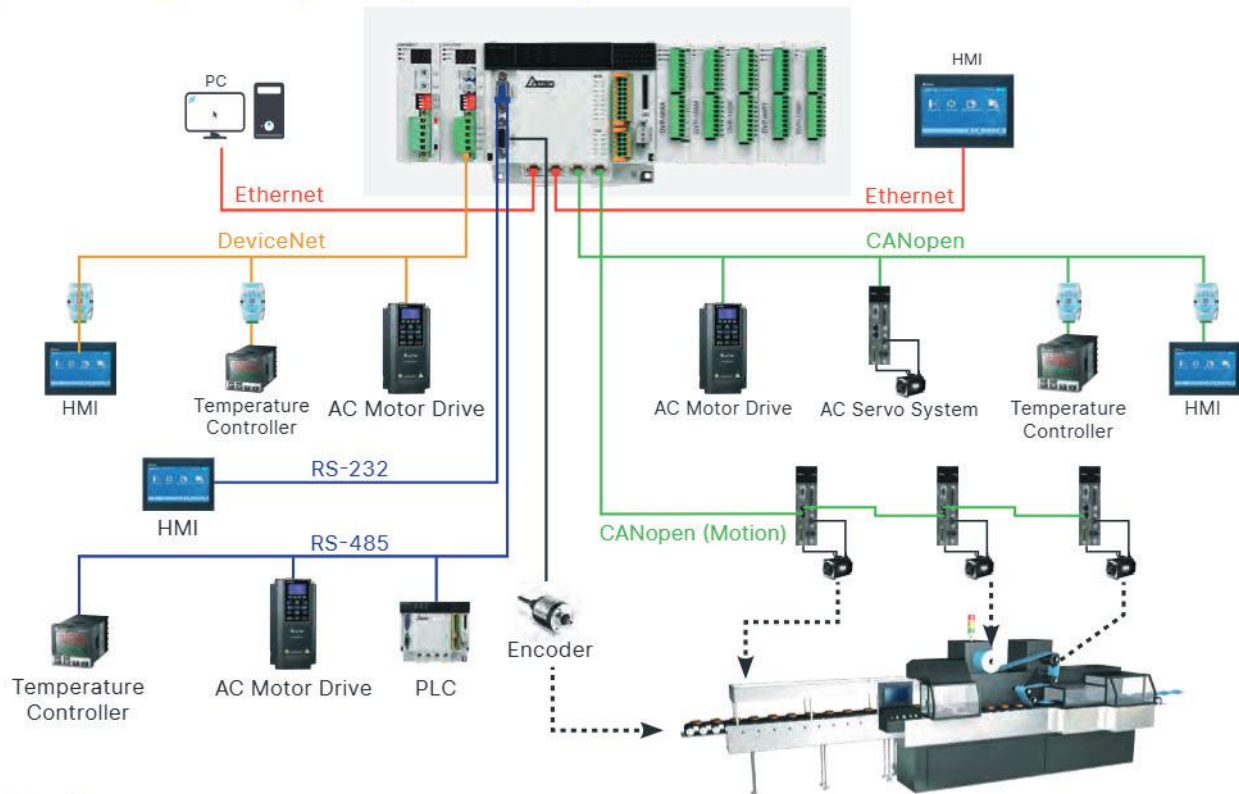 PC
HMI
Ethernet
Ethernet
DeviceNet
CANopen
HMI
Temperature
Controller
AC Motor Drive
AC Motor Drive
AC Servo System
Temperature
Controller
HMI
RS-232
HMI
CANopen (Motion)
RS-485
Encoder
Temperature
Controller
AC Motor Drive
PLC